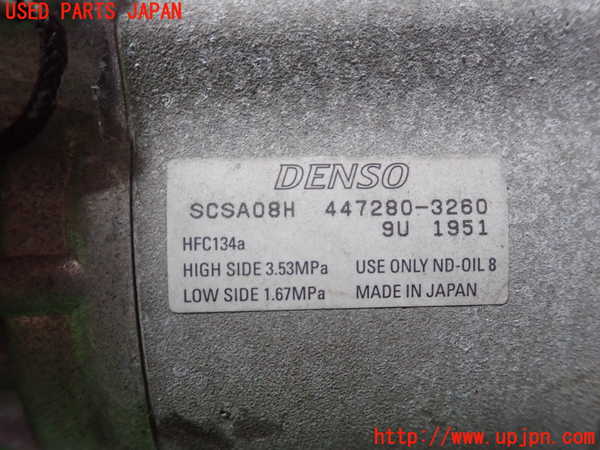 USED PARTS JAPAN
DENSO
SCSA08H 447280-3260
9U 1951
HFC134a
HIGH SIDE 3.53MPa USE ONLY ND-OIL 8
LOW SIDE 1.67MPa MADE IN JAPAN
http://www.upjpn.com/